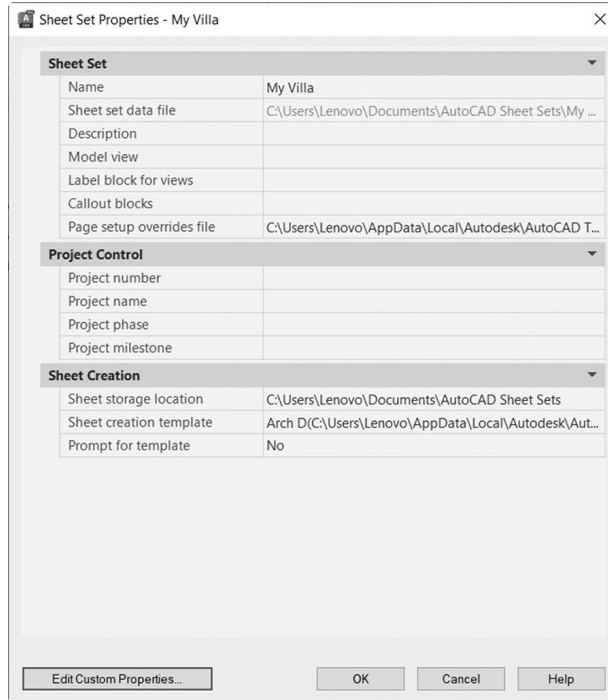 Sheet Set Properties - My Villa
Sheet Set
Name My Villa
Sheet set data file C:\Users\Lenovo\Documents\AutoCAD Sheet Sets\My ...
Description
Model view
Label block for views
Callout blocks
Page setup overrides file C:\Users\Lenovo\AppData\Local\Autodesk\AutoCAD T...
Project Control
Project number
Project name
Project phase
Project milestone
Sheet Creation
Sheet storage location C:\Users\Lenovo\Documents\AutoCAD Sheet Sets
Sheet creation template Arch D(C:\Users\Lenovo\AppData\Local\Autodesk\Aut...
Prompt for template No
Edit Custom Properties... OK Cancel Help